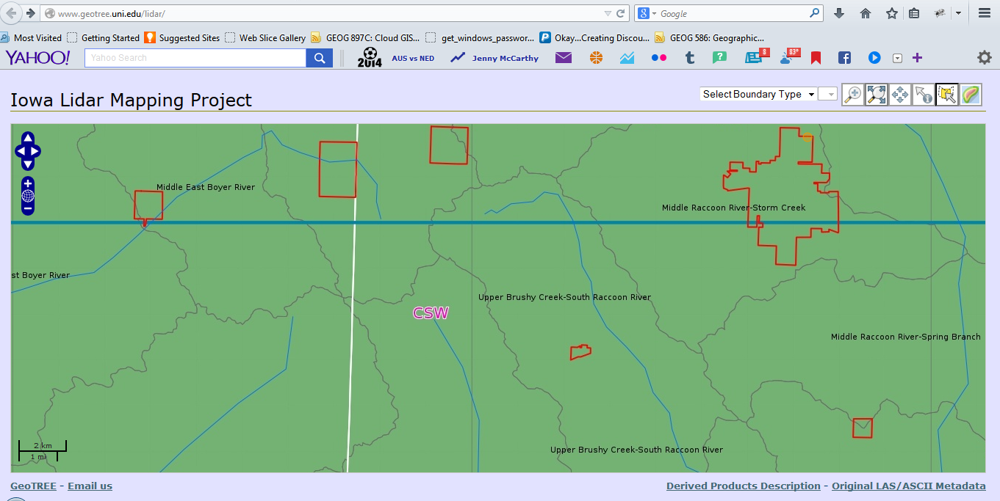 www.geotree.uni.edu/lidar/
Google
Most Visited Getting Started Suggested Sites Web Slice Gallery GEOG 897C: Cloud GIS... get_windows_passwor... Okay...Creating Discou... GEOG 586: Geographic...
YAHOO! Yahoo Search 2014 AUS vs NED Jenny McCarthy 8 83°
Iowa Lidar Mapping Project
Select Boundary Type
Middle East Boyer River
Middle Raccoon River-Storm Creek
st Boyer River
Upper Brushy Creek-South Raccoon River
CSW
Middle Raccoon River-Spring Branch
2 km
1 mi
Upper Brushy Creek-South Raccoon River
GeoTREE - Email us
Derived Products Description - Original LAS/ASCII Metadata